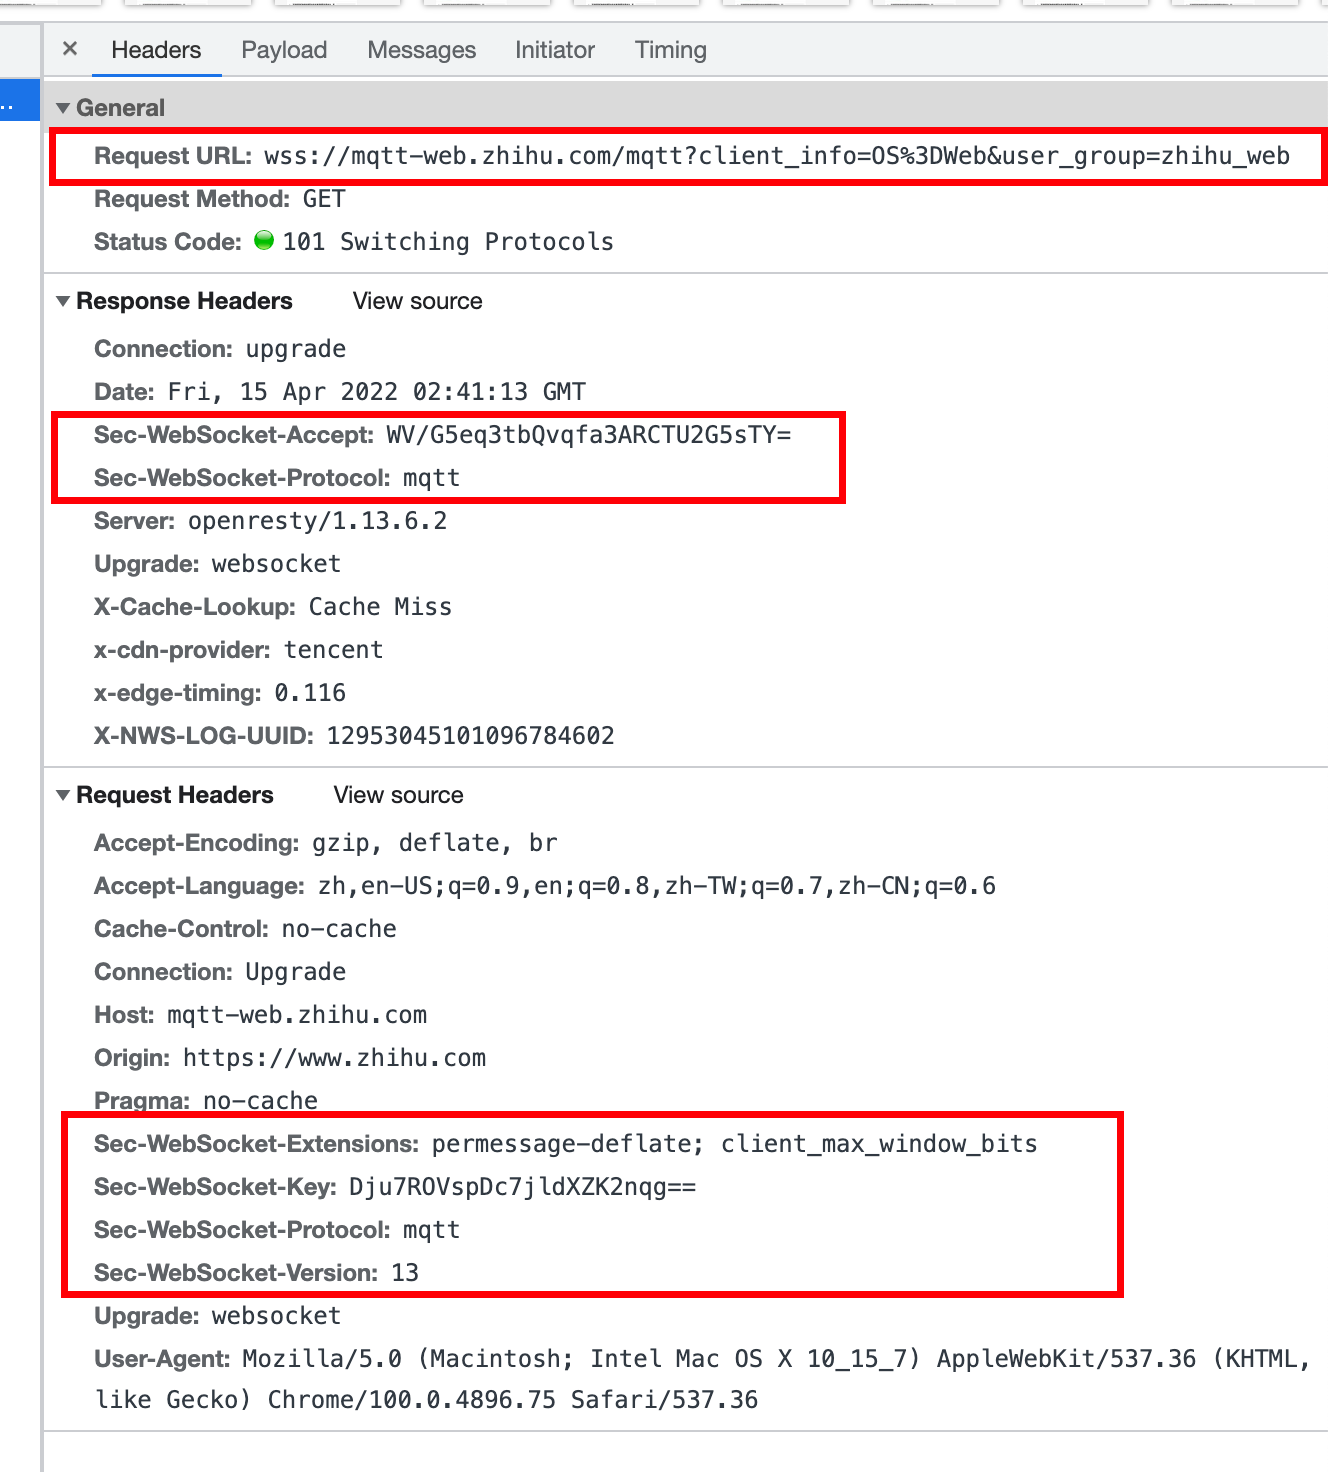 × Headers Payload Messages Initiator Timing
..
▼ General
Request URL: wss://mqtt-web.zhihu.com/mqtt?client_info=OS%3DWeb&user_group=zhihu_web
Request Method: GET
Status Code: 101 Switching Protocols
▼ Response Headers View source
Connection: upgrade
Date: Fri, 15 Apr 2022 02:41:13 GMT
Sec-WebSocket-Accept: WV/G5eq3tbQvqfa3ARCTU2G5sTY=
Sec-WebSocket-Protocol: mqtt
Server: openresty/1.13.6.2
Upgrade: websocket
X-Cache-Lookup: Cache Miss
x-cdn-provider: tencent
x-edge-timing: 0.116
X-NWS-LOG-UUID: 12953045101096784602
▼ Request Headers View source
Accept-Encoding: gzip, deflate, br
Accept-Language: zh,en-US;q=0.9,en;q=0.8,zh-TW;q=0.7,zh-CN;q=0.6
Cache-Control: no-cache
Connection: Upgrade
Host: mqtt-web.zhihu.com
Origin: https://www.zhihu.com
Pragma: no-cache
Sec-WebSocket-Extensions: permessage-deflate; client_max_window_bits
Sec-WebSocket-Key: Dju7ROVspDc7jldXZK2nqg==
Sec-WebSocket-Protocol: mqtt
Sec-WebSocket-Version: 13
Upgrade: websocket
User-Agent: Mozilla/5.0 (Macintosh; Intel Mac OS X 10_15_7) AppleWebKit/537.36 (KHTML,
like Gecko) Chrome/100.0.4896.75 Safari/537.36